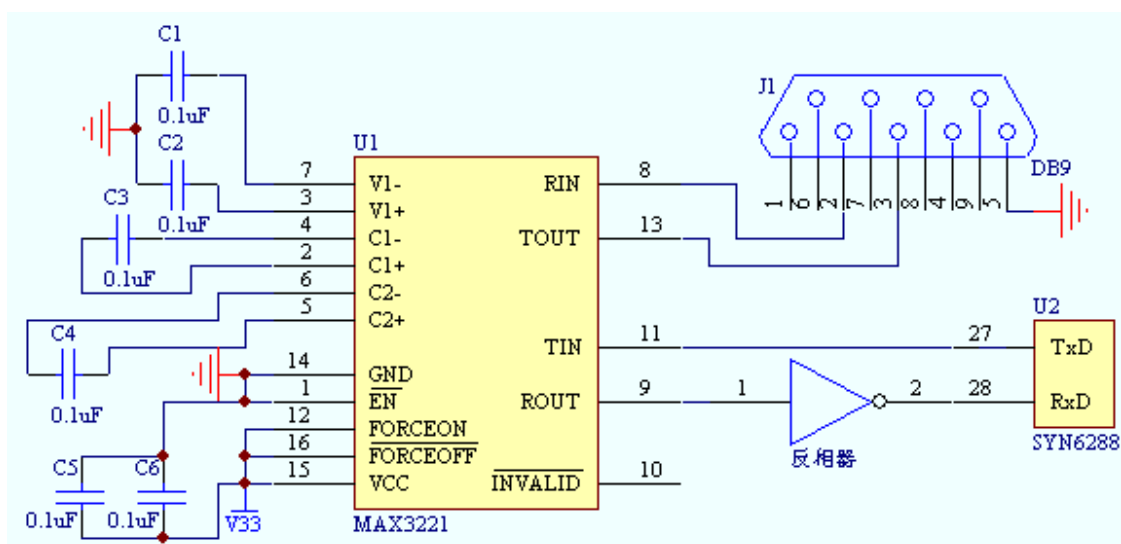 C1
0.1uF
C2
0.1uF
C3
0.1uF
C4
0.1uF
C5
0.1uF
C6
0.1uF
V33
U1
7 V1-
3 V1+
4 C1-
2 C1+
6 C2-
5 C2+
14 GND
1 EN
12 FORCEON
16 FORCEOFF
15 VCC
RIN 8
TOUT 13
TIN 11
ROUT 9
INVALID 10
MAX3221
J1
DB9
1 6 2 7 3 8 4 9 5
1
2
反相器
U2
27 TxD
28 RxD
SYN6288